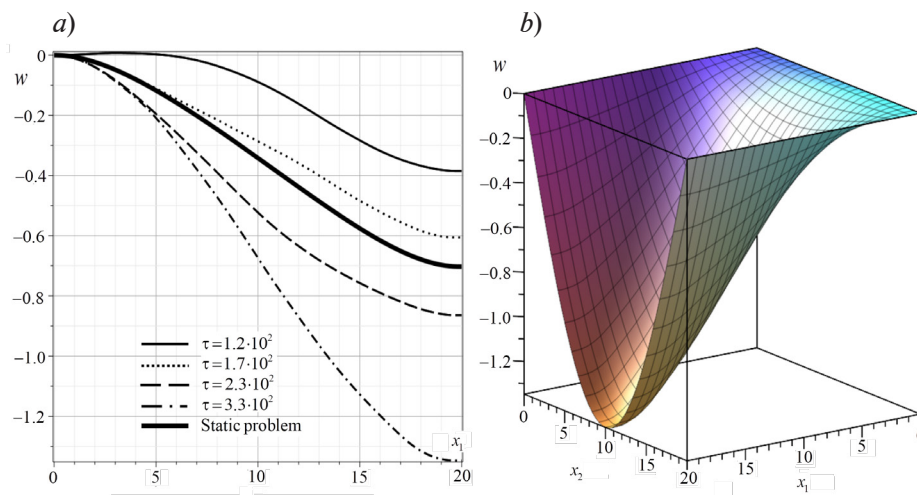 a)
b)
0
w
−0.2
−0.4
−0.6
−0.8
−1.0
−1.2
τ=1.2·10²
τ=1.7·10²
τ=2.3·10²
τ=3.3·10²
Static problem
x₁
0 5 10 15 20
w
0
−0.2
−0.4
−0.6
−0.8
−1.0
−1.2
0 5 10 15 20
x₂
15 10 5 0
x₁